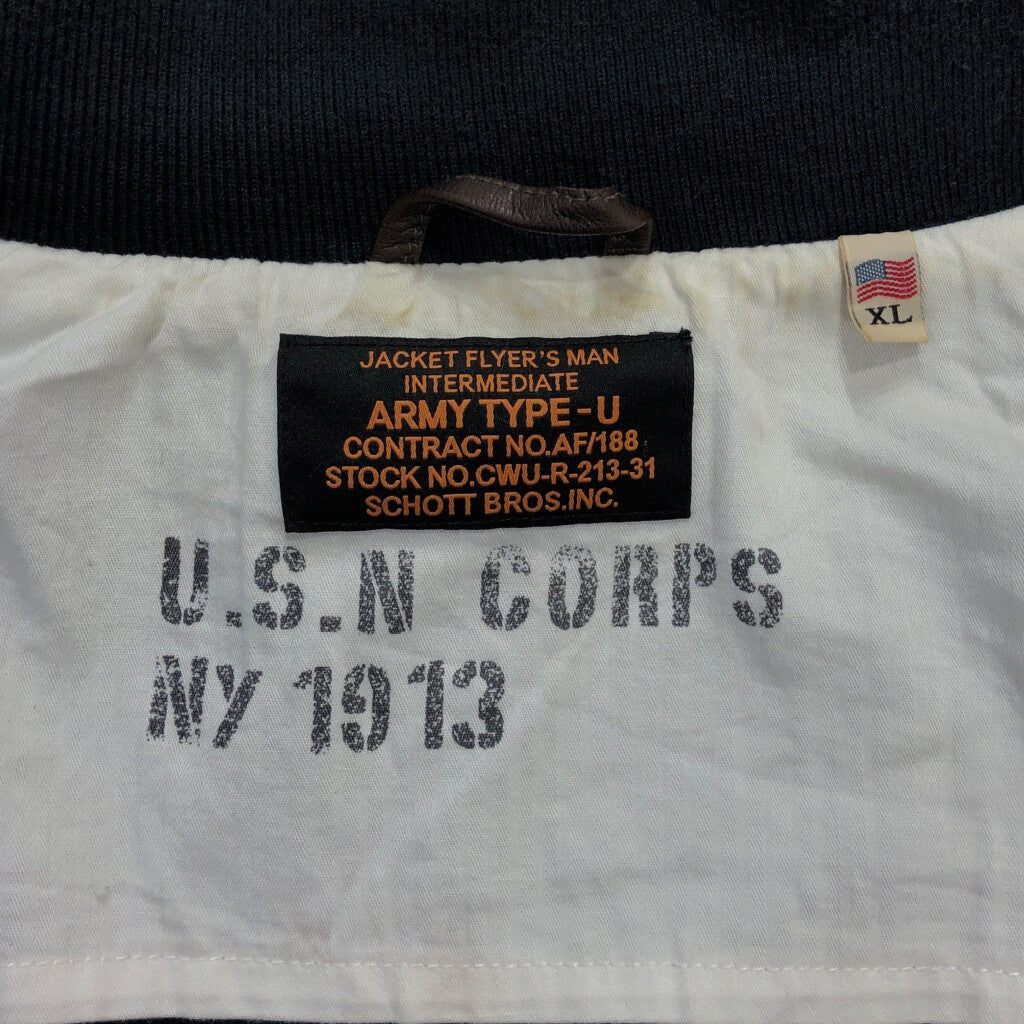 JACKET FLYER'S MAN
INTERMEDIATE
ARMY TYPE-U
CONTRACT NO.AF/188
STOCK NO.CWU-R-213-31
SCHOTT BROS.INC.
XL
U.S.N CORPS
NY 1913